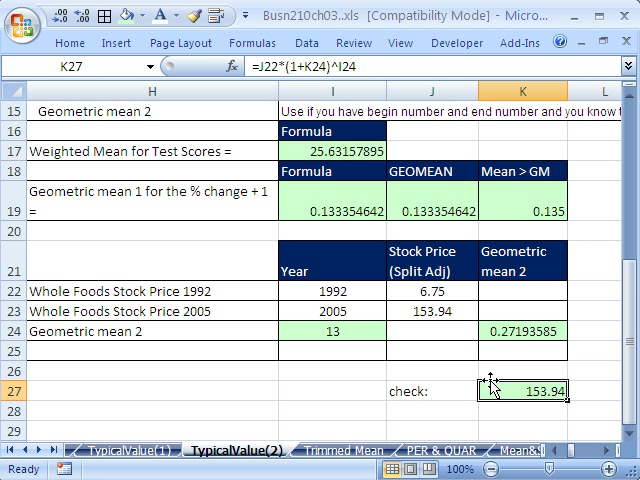 Busn210ch03..xls [Compatibility Mode] - Micro...
Home Insert Page Layout Formulas Data Review View Developer Add-Ins
K27 fx =J22*(1+K24)^I24
H I J K L
15 Geometric mean 2 Use if you have begin number and end number and you know t
16 Formula
17 Weighted Mean for Test Scores = 25.63157895
18 Formula GEOMEAN Mean > GM
Geometric mean 1 for the % change + 1
19 = 0.133354642 0.133354642 0.135
20
Stock Price Geometric
21 Year (Split Adj) mean 2
22 Whole Foods Stock Price 1992 1992 6.75
23 Whole Foods Stock Price 2005 2005 153.94
24 Geometric mean 2 13 0.27193585
25
26
27 check: 153.94
28
29
TypicalValue(1) TypicalValue(2) Trimmed Mean PER & QUAR Mean&S
Ready 100%